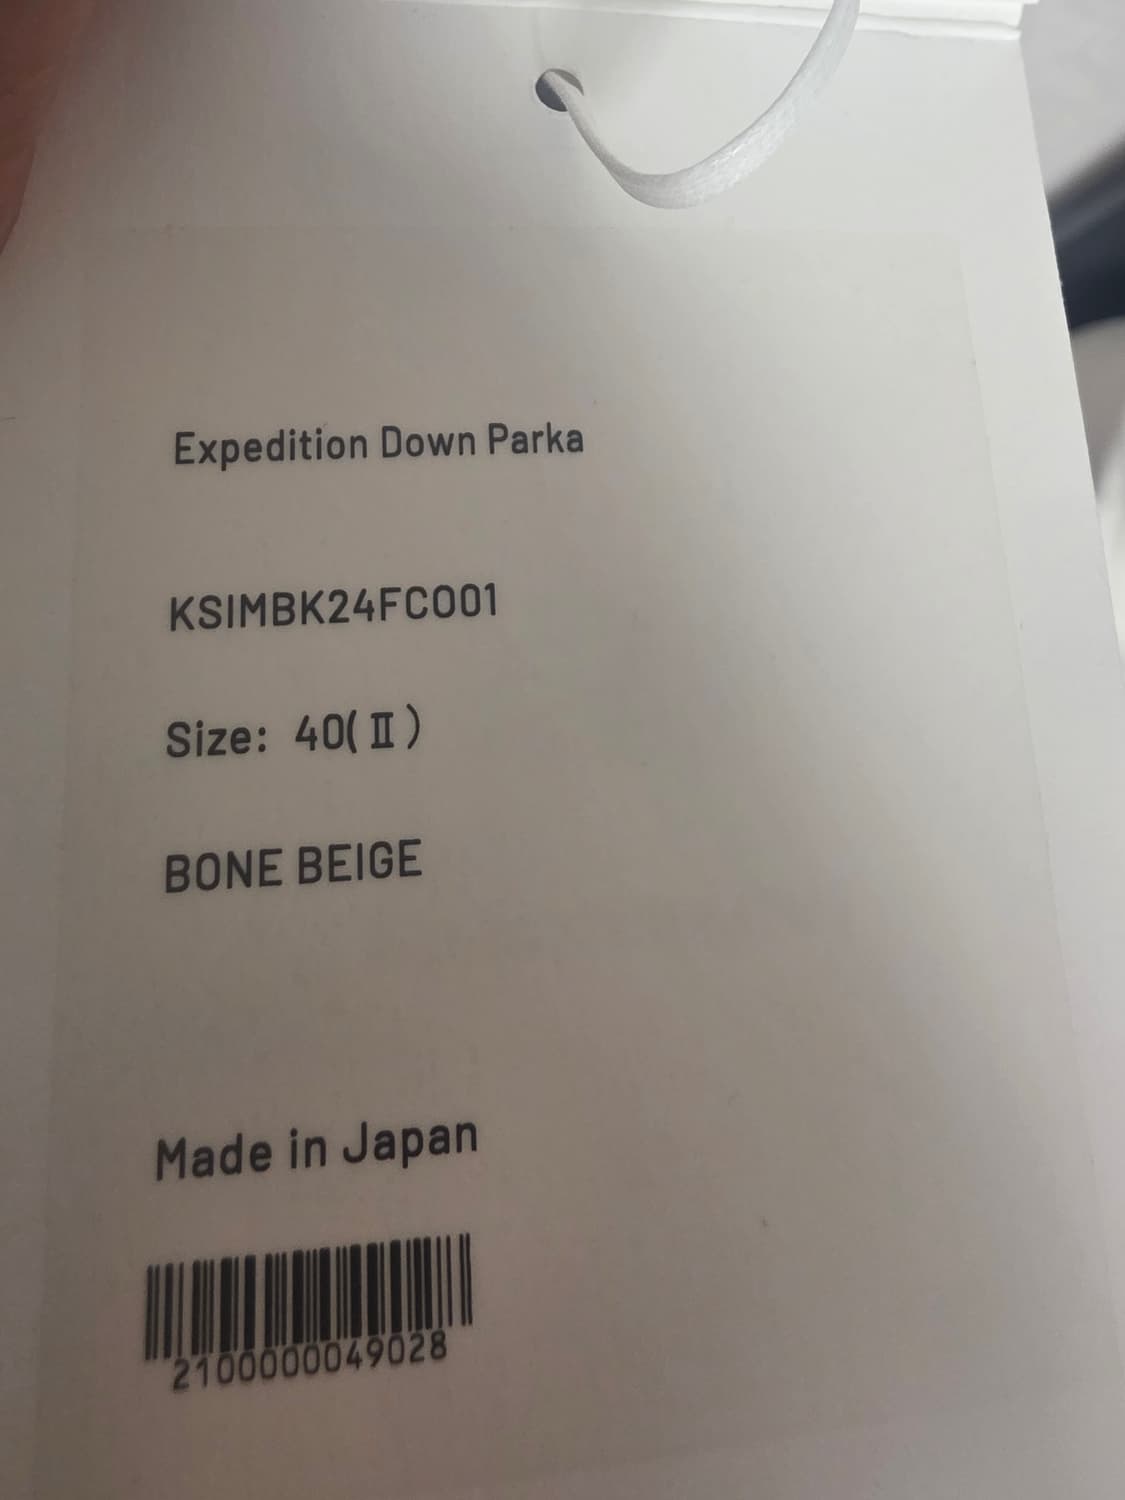 Expedition Down Parka
KSIMBK24FC001
Size: 40(Ⅱ)
BONE BEIGE
Made in Japan
2100000049028